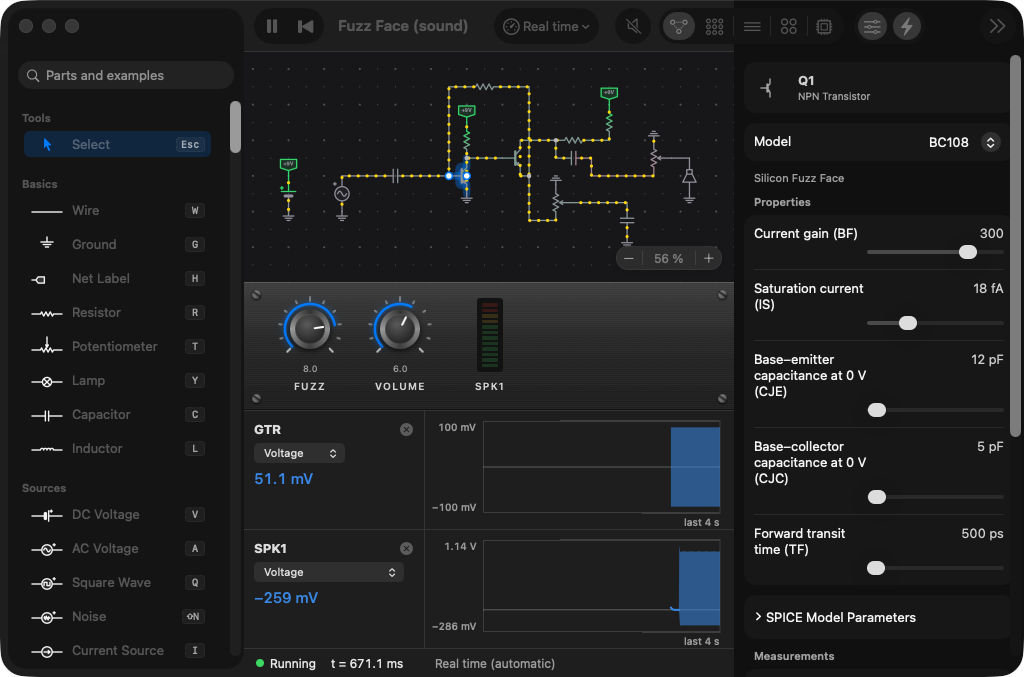 Fuzz Face (sound)
Real time
Parts and examples
Tools
Select Esc
Basics
Wire W
Ground G
Net Label H
Resistor R
Potentiometer T
Lamp Y
Capacitor C
Inductor L
Sources
DC Voltage V
AC Voltage A
Square Wave Q
Noise ⇧N
Current Source I
+9V
+9V
+9V
− 56 % +
8.0
FUZZ
6.0
VOLUME
SPK1
GTR
Voltage
51.1 mV
100 mV
−100 mV
last 4 s
SPK1
Voltage
−259 mV
1.14 V
−286 mV
last 4 s
Running t = 671.1 ms Real time (automatic)
Q1
NPN Transistor
Model BC108
Silicon Fuzz Face
Properties
Current gain (BF) 300
Saturation current 18 fA
(IS)
Base–emitter 12 pF
capacitance at 0 V
(CJE)
Base–collector 5 pF
capacitance at 0 V
(CJC)
Forward transit 500 ps
time (TF)
SPICE Model Parameters
Measurements